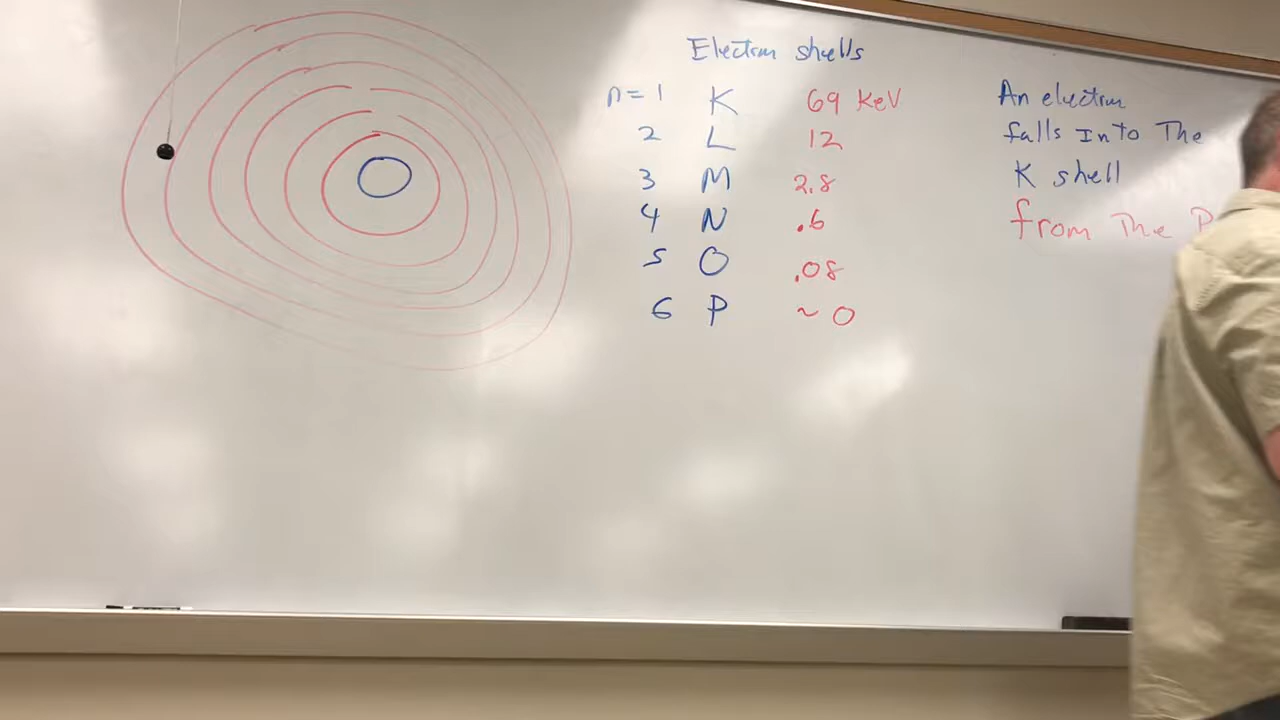 Electron shells
n=1 K 69 KeV
2 L 12
3 M 2.8
4 N .6
5 O .08
6 P ~ 0
An electron
falls Into The
K shell
from The P